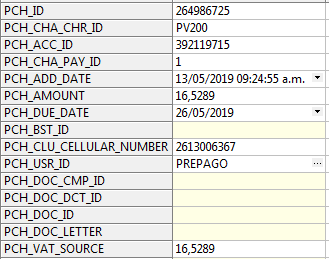 PCH_ID 264986725
PCH_CHA_CHR_ID PV200
PCH_ACC_ID 392119715
PCH_CHA_PAY_ID 1
PCH_ADD_DATE 13/05/2019 09:24:55 a.m.
PCH_AMOUNT 16,5289
PCH_DUE_DATE 26/05/2019
PCH_BST_ID
PCH_CLU_CELLULAR_NUMBER 2613006367
PCH_USR_ID PREPAGO ...
PCH_DOC_CMP_ID
PCH_DOC_DCT_ID
PCH_DOC_ID
PCH_DOC_LETTER
PCH_VAT_SOURCE 16,5289